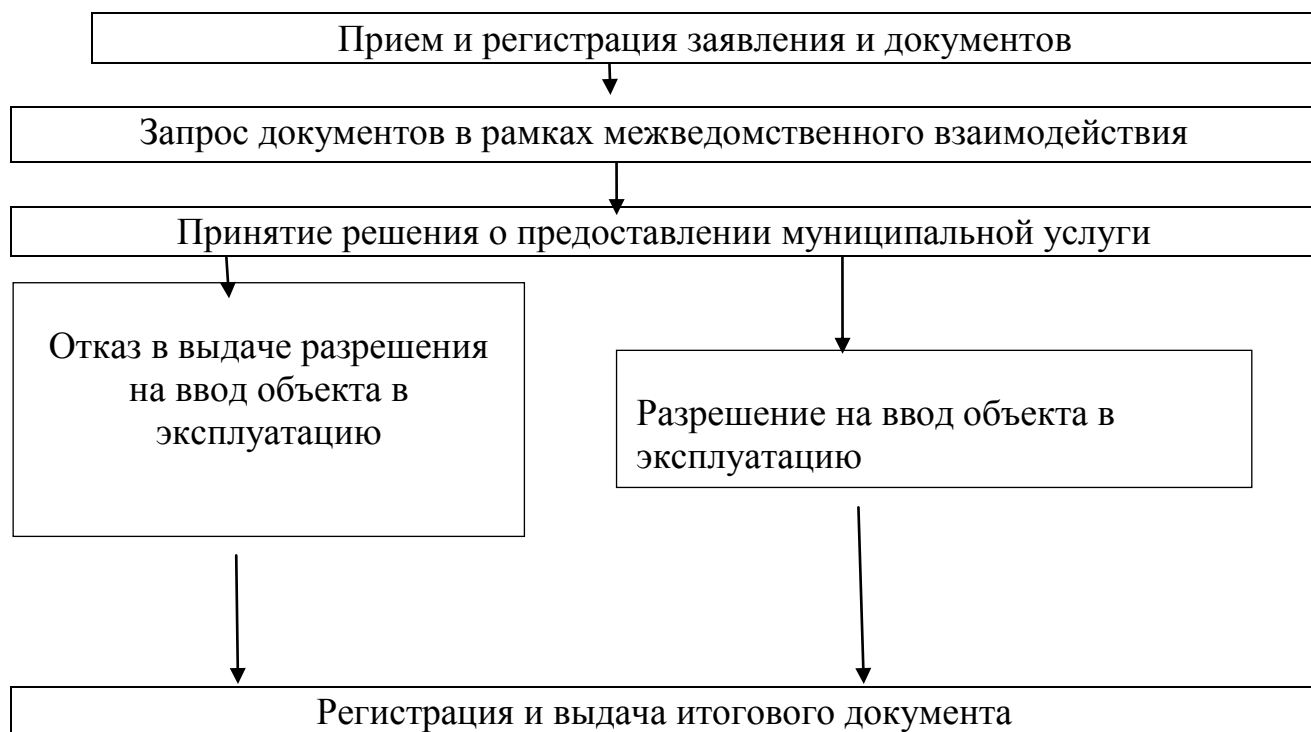 Прием и регистрация заявления и документов
Запрос документов в рамках межведомственного взаимодействия
Принятие решения о предоставлении муниципальной услуги
Отказ в выдаче разрешения
на ввод объекта в
эксплуатацию
Разрешение на ввод объекта в
эксплуатацию
Регистрация и выдача итогового документа